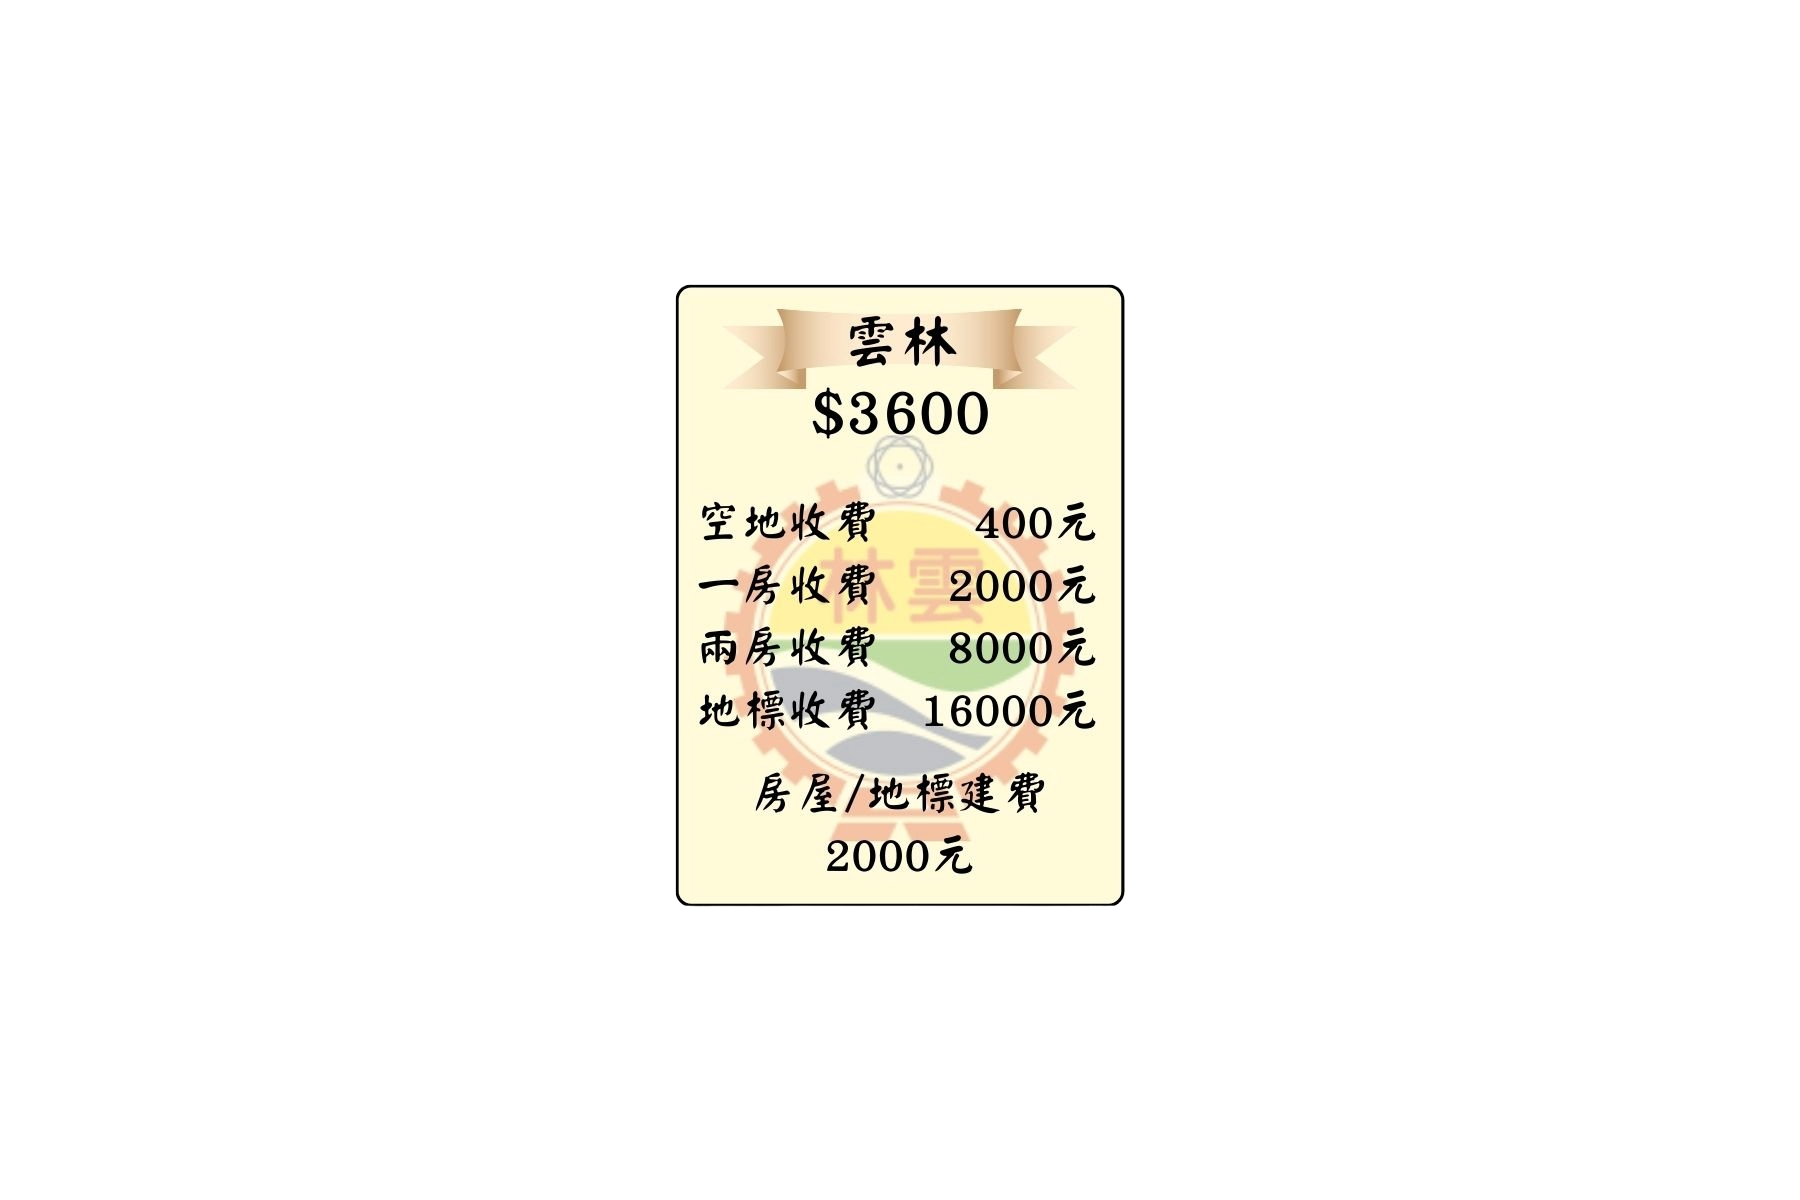 雲林
$3600
空地收費 400元
一房收費 2000元
林雲
兩房收費 8000元
地標收費 16000元
房屋/地標建費
2000元